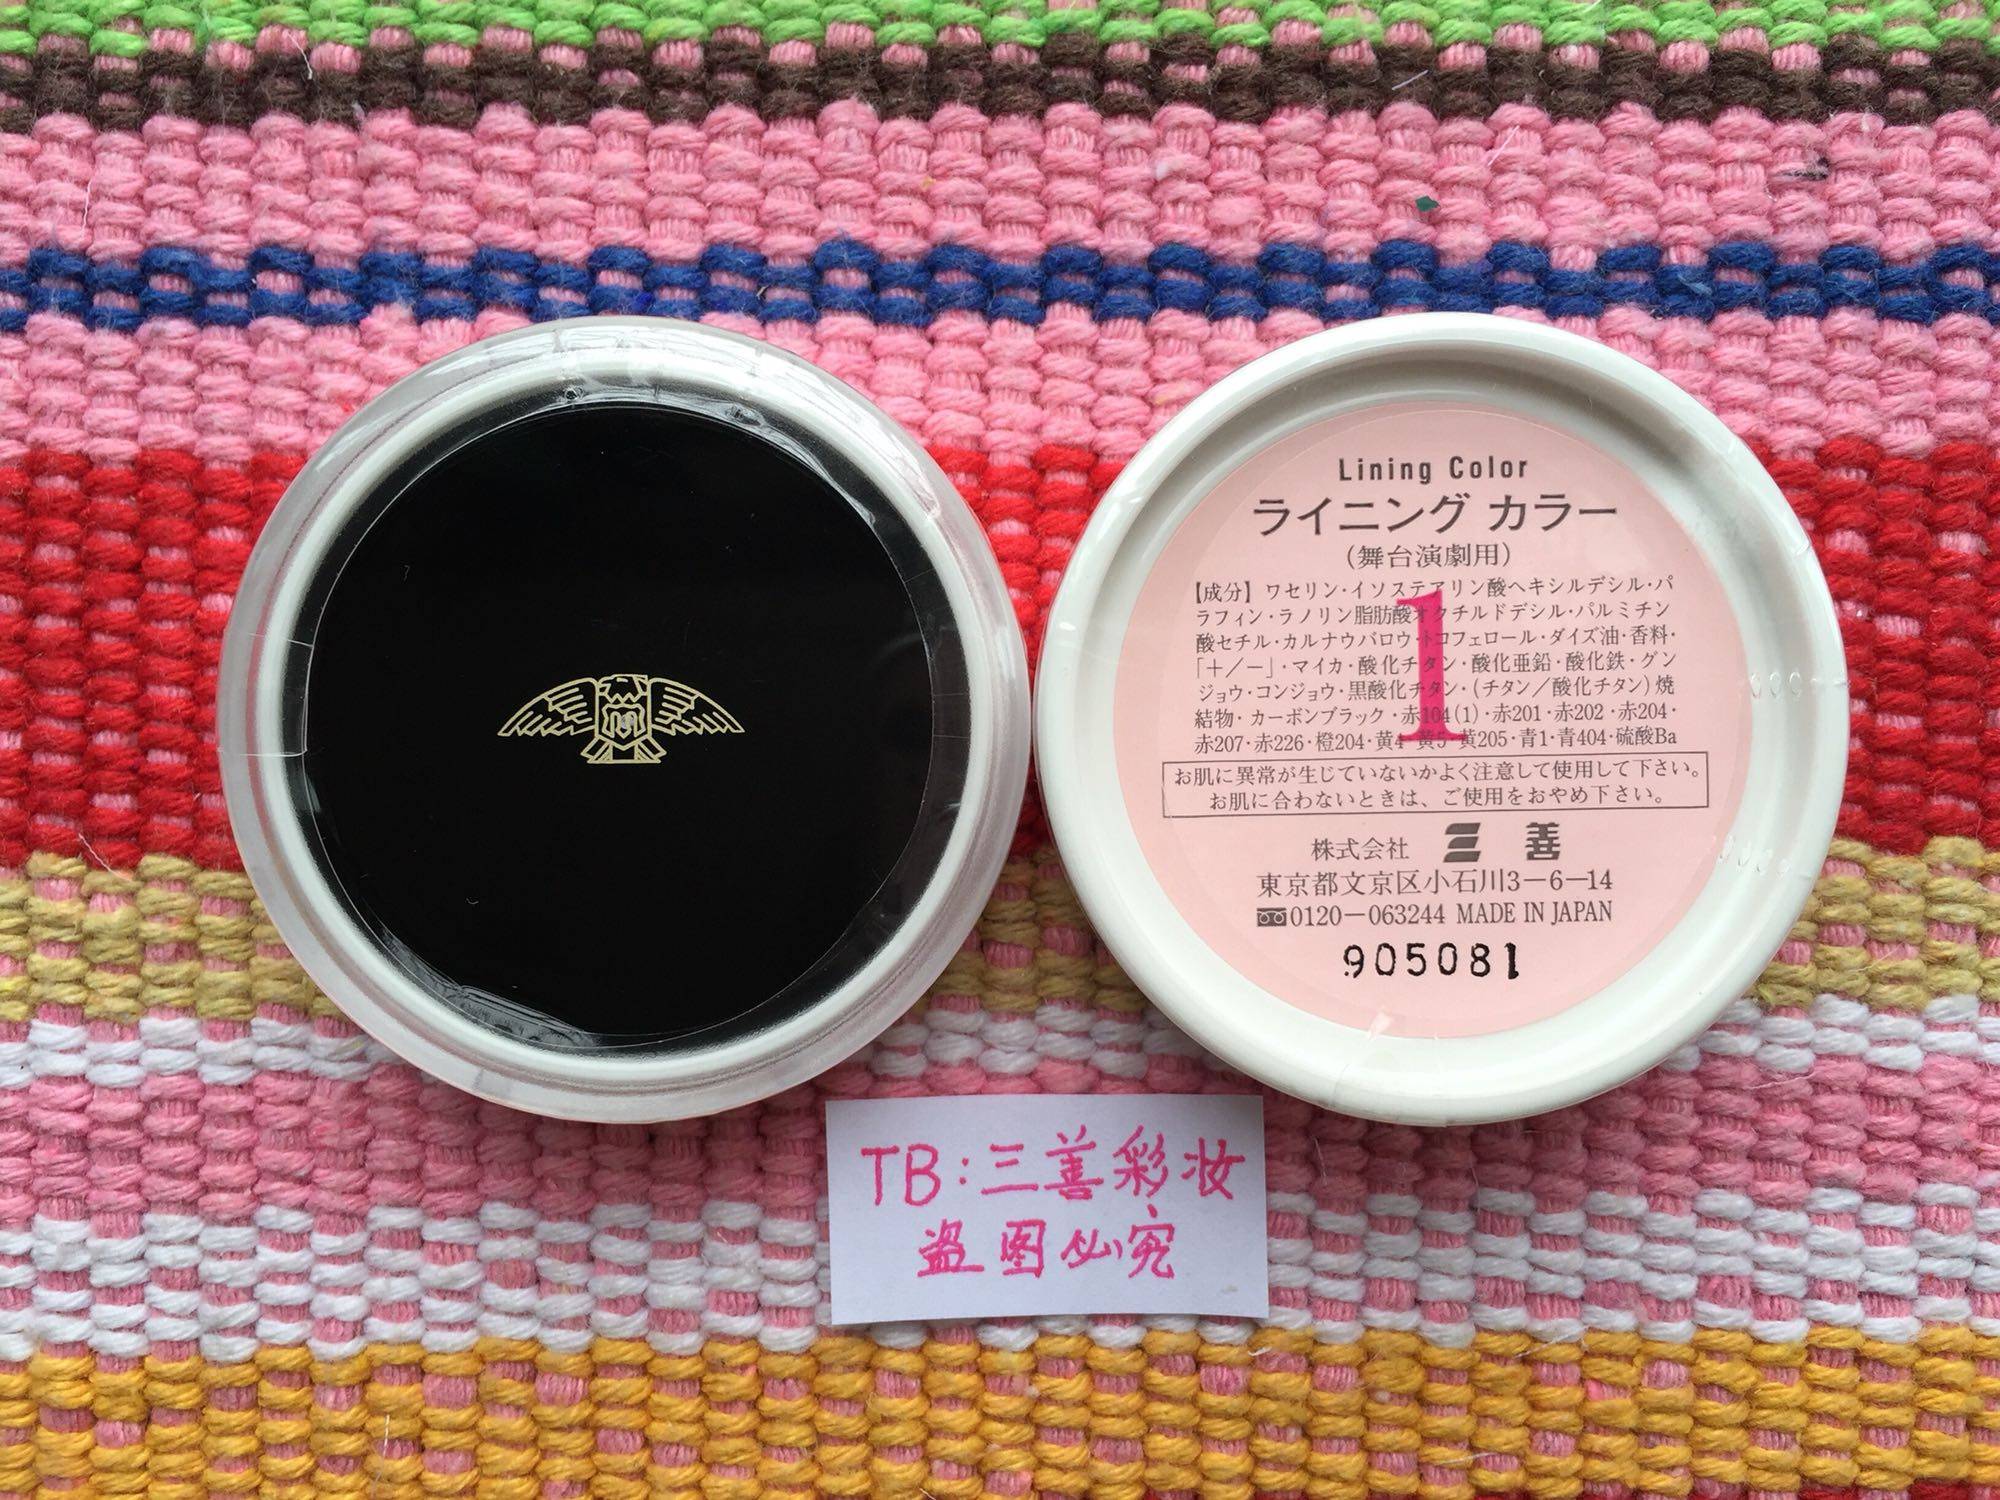 Lining Color
ライニング カラー
(舞台演劇用)
【成分】ワセリン・イソステアリン酸ヘキシルデシル・パ
ラフィン・ラノリン脂肪酸オクチルドデシル・パルミチン
酸セチル・カルナウバロウ・トコフェロール・ダイズ油・香料・
「+/-」・マイカ・酸化チタン・酸化亜鉛・酸化鉄・グン
ジョウ・コンジョウ・黒酸化チタン・(チタン/酸化チタン)焼
結物・カーボンブラック・赤104(1)・赤201・赤202・赤204・
赤207・赤226・橙204・黄4・黄5・黄205・青1・青404・硫酸Ba
1
お肌に異常が生じていないかよく注意して使用して下さい。
お肌に合わないときは、ご使用をおやめ下さい。
株式会社 三善
東京都文京区小石川3-6-14
0120-063244 MADE IN JAPAN
905081
TB:三善彩妆
盗图必究